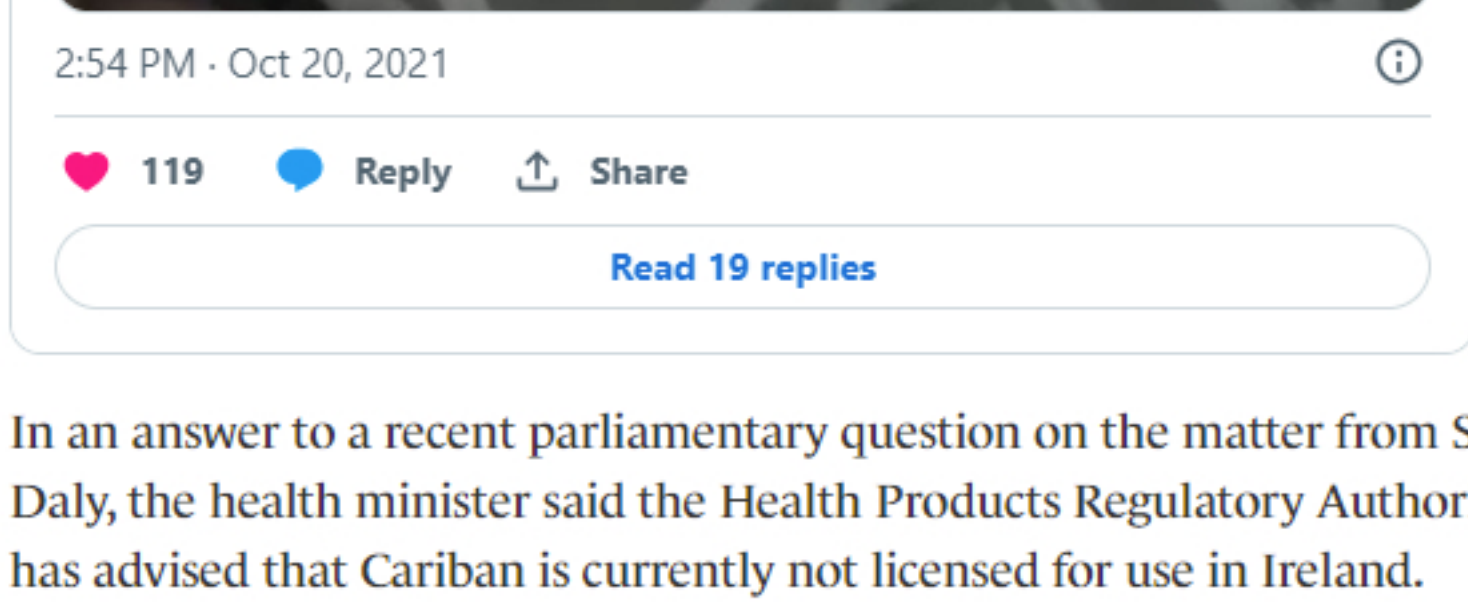 2:54 PM · Oct 20, 2021
119 Reply Share
Read 19 replies
In an answer to a recent parliamentary question on the matter from
Daly, the health minister said the Health Products Regulatory
has advised that Cariban is currently not licensed for use in Ireland.